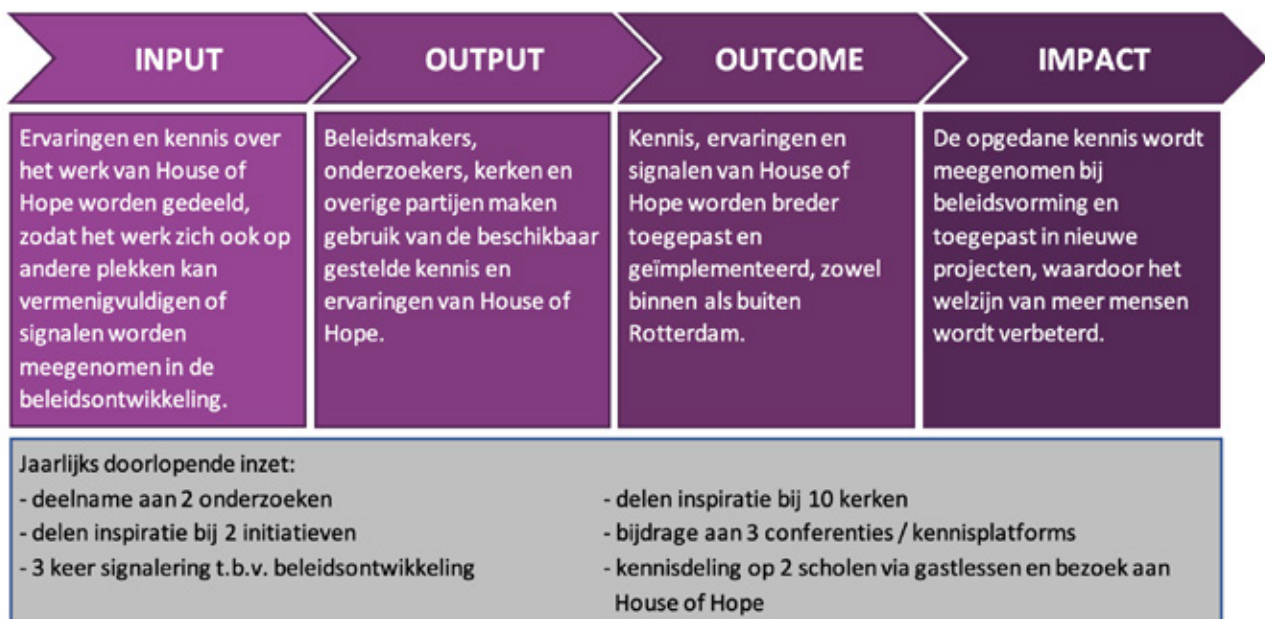 INPUT
OUTPUT
OUTCOME
IMPACT
Ervaringen en kennis over
het werk van House of
Hope worden gedeeld,
zodat het werk zich ook op
andere plekken kan
vermenigvuldigen of
signalen worden
meegenomen in de
beleidsontwikkeling.
Beleidsmakers,
onderzoekers, kerken en
overige partijen maken
gebruik van de beschikbaar
gestelde kennis en
ervaringen van House of
Hope.
Kennis, ervaringen en
signalen van House of
Hope worden breder
toegepast en
geïmplementeerd, zowel
binnen als buiten
Rotterdam.
De opgedane kennis wordt
meegenomen bij
beleidsvorming en
toegepast in nieuwe
projecten, waardoor het
welzijn van meer mensen
wordt verbeterd.
Jaarlijks doorlopende inzet:
- deelname aan 2 onderzoeken
- delen inspiratie bij 2 initiatieven
- 3 keer signalering t.b.v. beleidsontwikkeling
- delen inspiratie bij 10 kerken
- bijdrage aan 3 conferenties / kennisplatforms
- kennisdeling op 2 scholen via gastlessen en bezoek aan
House of Hope